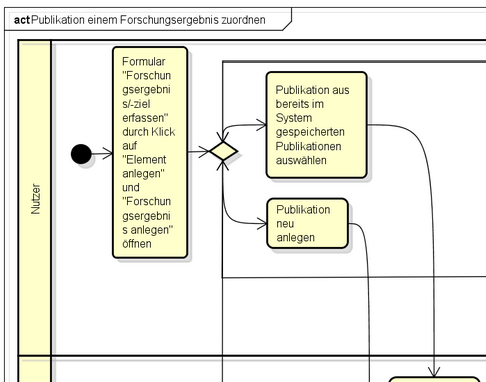 act Publikation einem Forschungsergebnis zuordnen
Nutzer
Formular
"Forschun
gsergebni
s/-ziel
erfassen"
durch Klick
auf
"Element
anlegen"
und
"Forschun
gsergebni
s anlegen"
öffnen
Publikation aus
bereits im
System
gespeicherten
Publikationen
auswählen
Publikation
neu
anlegen